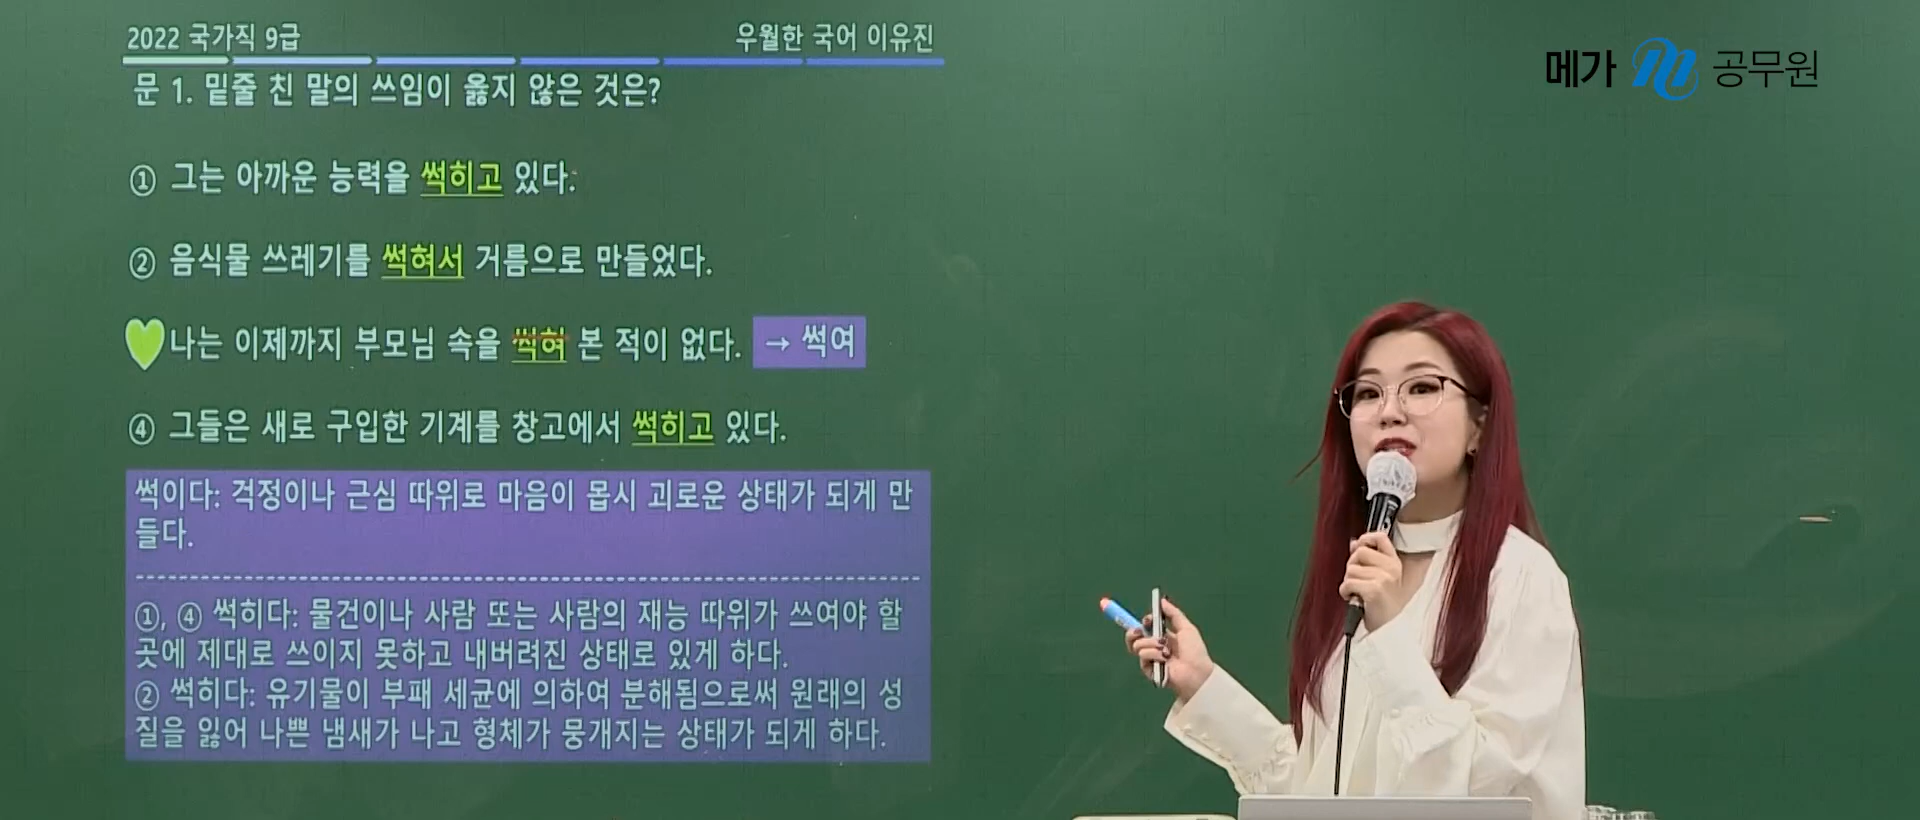 2022 국가직 9급
우월한 국어 이유진
메가 공무원
문 1. 밑줄 친 말의 쓰임이 옳지 않은 것은?
① 그는 아까운 능력을 썩히고 있다.
② 음식물 쓰레기를 썩혀서 거름으로 만들었다.
나는 이제까지 부모님 속을 썩혀 본 적이 없다. → 썩여
④ 그들은 새로 구입한 기계를 창고에서 썩히고 있다.
썩이다: 걱정이나 근심 따위로 마음이 몹시 괴로운 상태가 되게 만
들다.
①, ④ 썩히다: 물건이나 사람 또는 사람의 재능 따위가 쓰여야 할
곳에 제대로 쓰이지 못하고 내버려진 상태로 있게 하다.
② 썩히다: 유기물이 부패 세균에 의하여 분해됨으로써 원래의 성
질을 잃어 나쁜 냄새가 나고 형체가 뭉개지는 상태가 되게 하다.